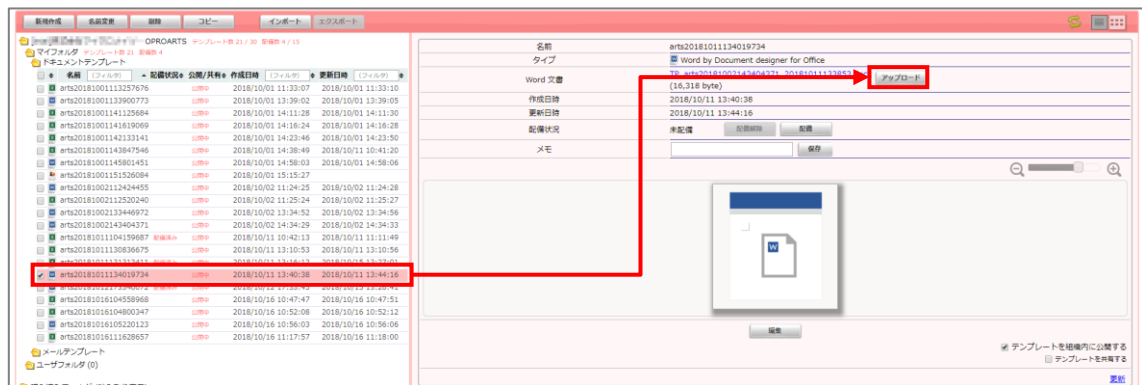 新規作成 名前変更 削除 コピー インポート エクスポート
OPROARTS テンプレート数 21 / 30 配備数 4 / 15
マイフォルダ テンプレート数 21 配備数 4
ドキュメントテンプレート
名前 (フィルタ) 配備状況 公開/共有 作成日時 (フィルタ) 更新日時 (フィルタ)
arts20181001113257676 公開中 2018/10/01 11:33:07 2018/10/01 11:33:10
arts20181001133900773 公開中 2018/10/01 13:39:02 2018/10/01 13:39:05
arts20181001141125684 公開中 2018/10/01 14:11:28 2018/10/01 14:11:30
arts20181001141619069 公開中 2018/10/01 14:16:24 2018/10/01 14:16:28
arts20181001142133141 公開中 2018/10/01 14:23:46 2018/10/01 14:23:50
arts20181001143847546 公開中 2018/10/01 14:38:49 2018/10/11 10:41:20
arts20181001145801451 公開中 2018/10/01 14:58:03 2018/10/01 14:58:06
arts20181001151526084 公開中 2018/10/01 15:15:27
arts20181002112424455 公開中 2018/10/02 11:24:25 2018/10/02 11:24:28
arts20181002112520240 公開中 2018/10/02 11:25:24 2018/10/02 11:25:27
arts20181002133446972 公開中 2018/10/02 13:34:52 2018/10/02 13:34:56
arts20181002143404371 公開中 2018/10/02 14:34:29 2018/10/02 14:34:33
arts20181011104159687 配備済み 公開中 2018/10/11 10:42:13 2018/10/11 11:11:49
arts20181011130836675 公開中 2018/10/11 13:10:53 2018/10/11 13:10:56
arts20181011134019734 公開中 2018/10/11 13:40:38 2018/10/11 13:44:16
arts20181016104558968 公開中 2018/10/16 10:47:47 2018/10/16 10:47:51
arts20181016104800347 公開中 2018/10/16 10:52:08 2018/10/16 10:52:12
arts20181016105220123 公開中 2018/10/16 10:56:03 2018/10/16 10:56:06
arts20181016111628657 公開中 2018/10/16 11:17:57 2018/10/16 11:18:00
メールテンプレート
ユーザフォルダ (0)
名前 arts20181011134019734
タイプ Word by Document designer for Office
Word 文書 アップロード
(16,318 byte)
作成日時 2018/10/11 13:40:38
更新日時 2018/10/11 13:44:16
配備状況 未配備 配備解除 配備
メモ 保存
W
編集
テンプレートを組織内に公開する
テンプレートを共有する
更新